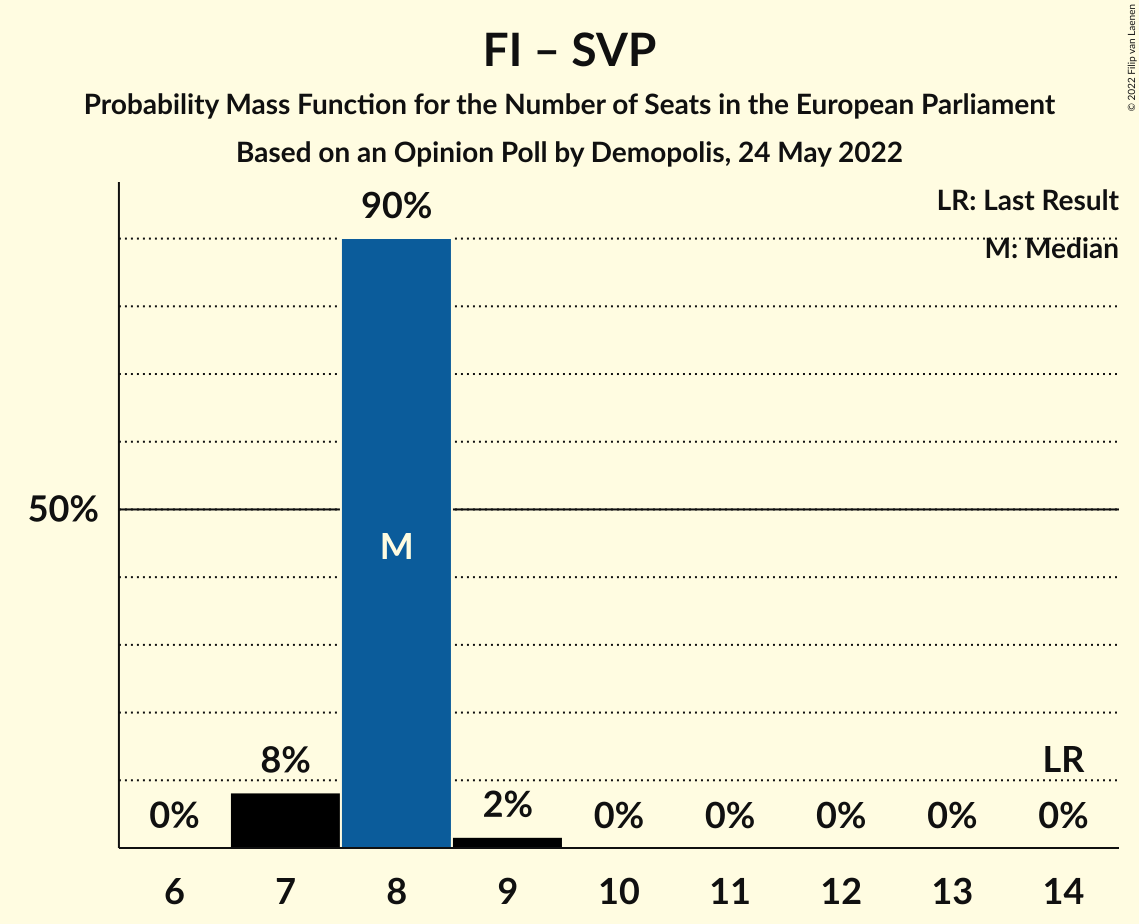 FI – SVP
Probability Mass Function for the Number of Seats in the European Parliament
Based on an Opinion Poll by Demopolis, 24 May 2022
© 2022 Filip van Laenen
LR: Last Result
M: Median
90%
50%
M
8%
LR
0%
2%
0%
0%
0%
0%
0%
6
7
8
9
10
11
12
13
14